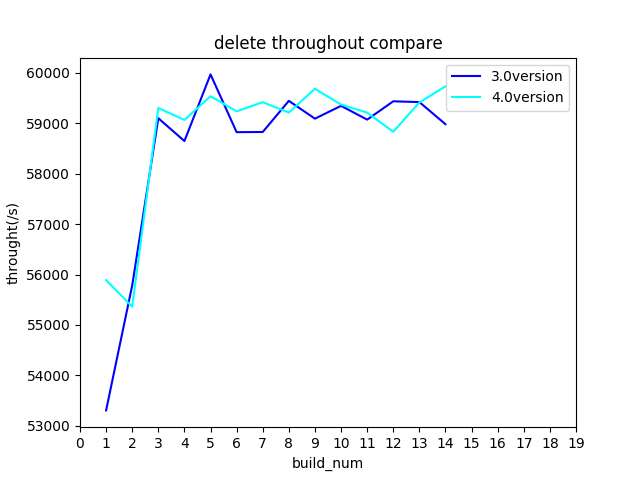 delete throughout compare
3.0version
4.0version
throught(/s)
60000
59000
58000
57000
56000
55000
54000
53000
0 1 2 3 4 5 6 7 8 9 10 11 12 13 14 15 16 17 18 19
build_num